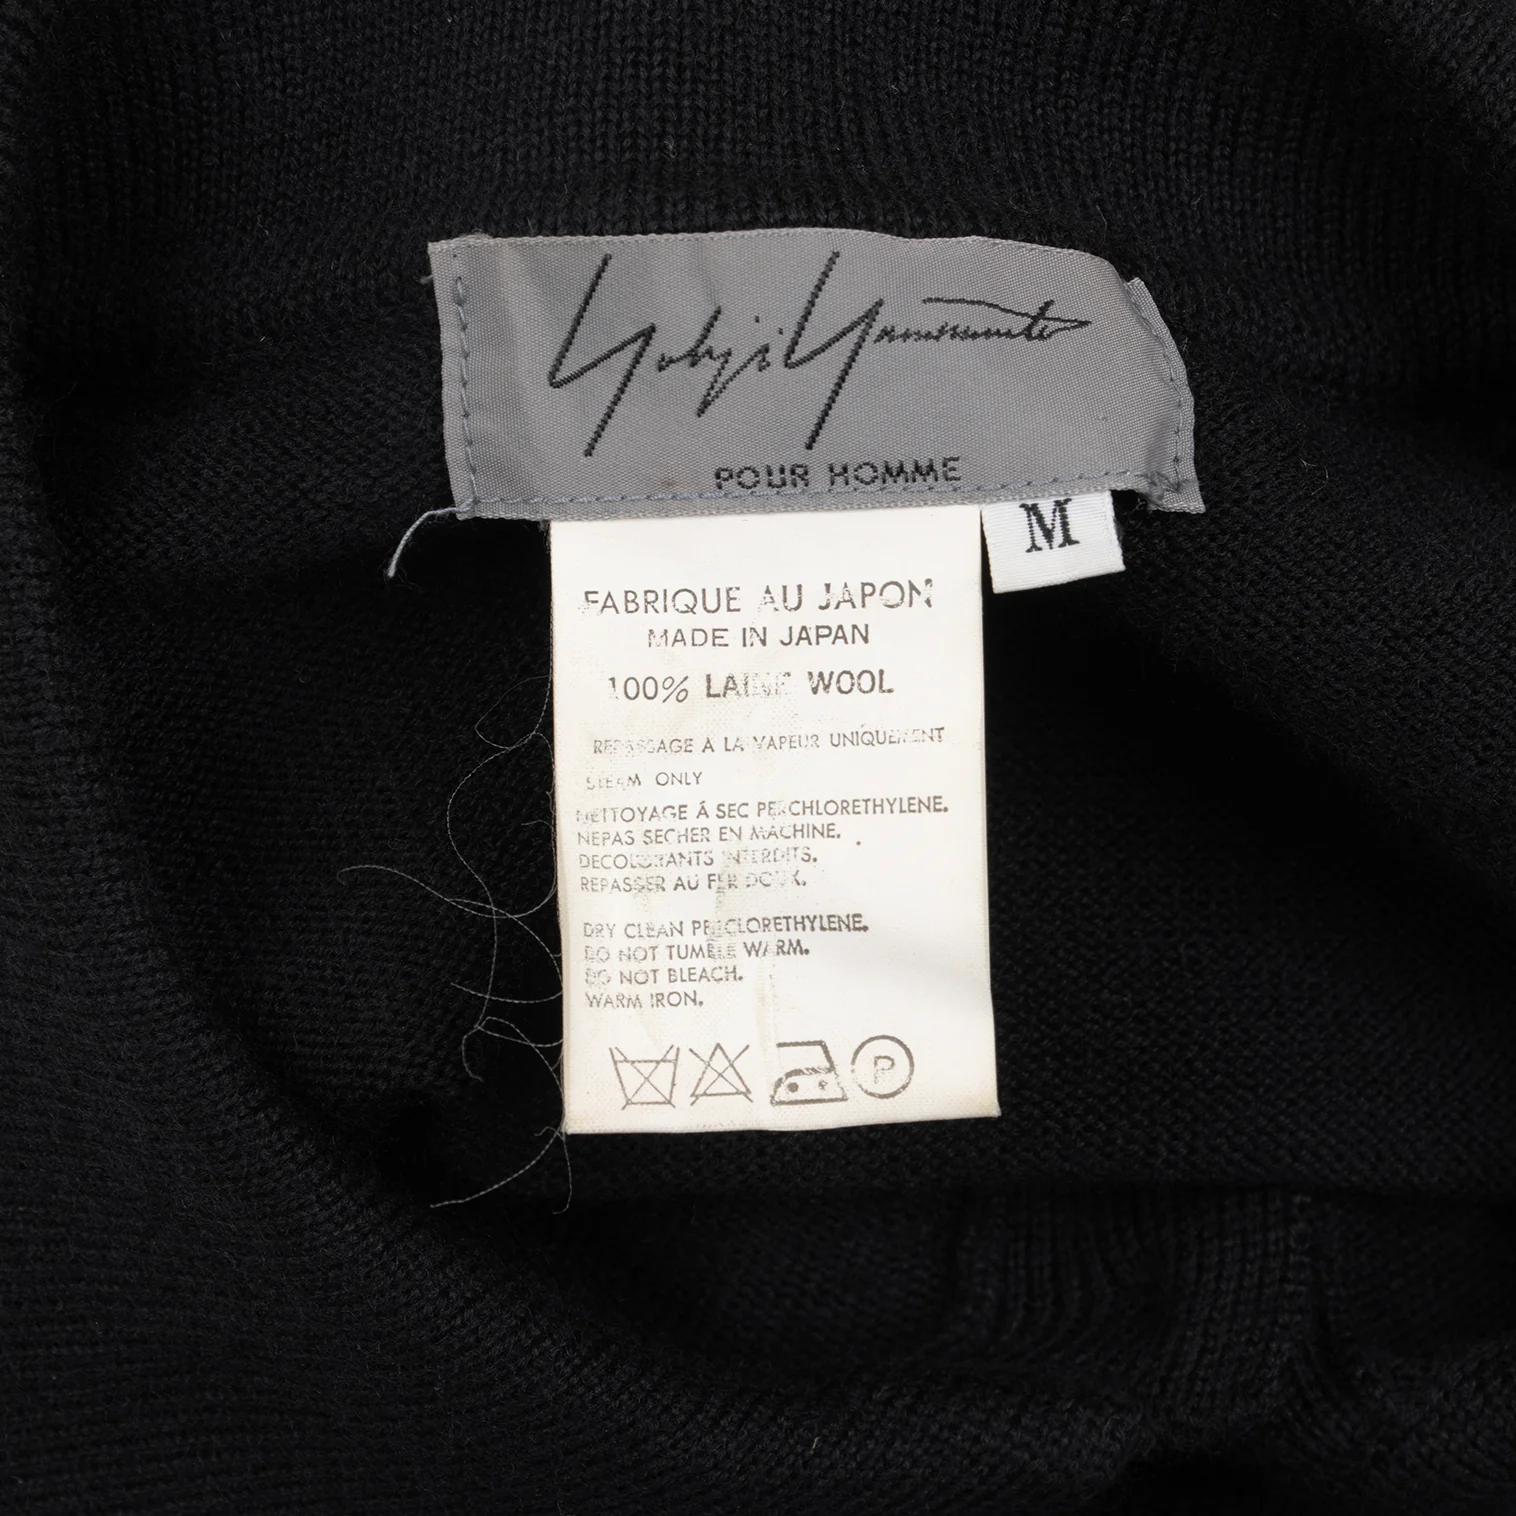 Yohji Yamamoto
POUR HOMME
M
FABRIQUE AU JAPON
MADE IN JAPAN
100% LAINE WOOL
REPASSAGE A LA VAPEUR UNIQUEMENT
STEAM ONLY
NETTOYAGE Á SEC PERCHLORETHYLENE.
NEPAS SECHER EN MACHINE.
DECOLORANTS INTERDITS.
REPASSER AU FER DOUX.
DRY CLEAN PERCLORETHYLENE.
DO NOT TUMBLE WARM.
DO NOT BLEACH.
WARM IRON.
P